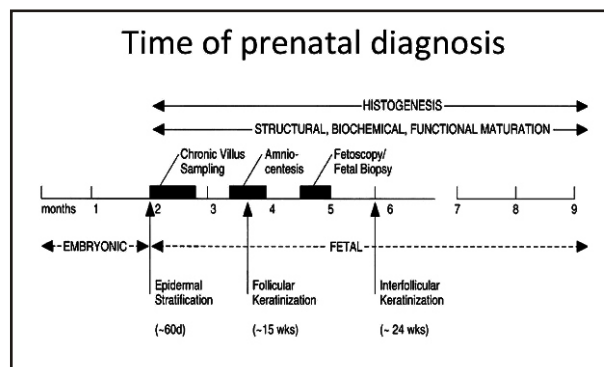 Time of prenatal diagnosis
HISTOGENESIS
STRUCTURAL, BIOCHEMICAL, FUNCTIONAL MATURATION
Chronic Villus
Sampling
Amnio-
centesis
Fetoscopy/
Fetal Biopsy
months 1 2 3 4 5 6 7 8 9
EMBRYONIC FETAL
Epidermal
Stratification
(~60d)
Follicular
Keratinization
(~15 wks)
Interfollicular
Keratinization
(~ 24 wks)